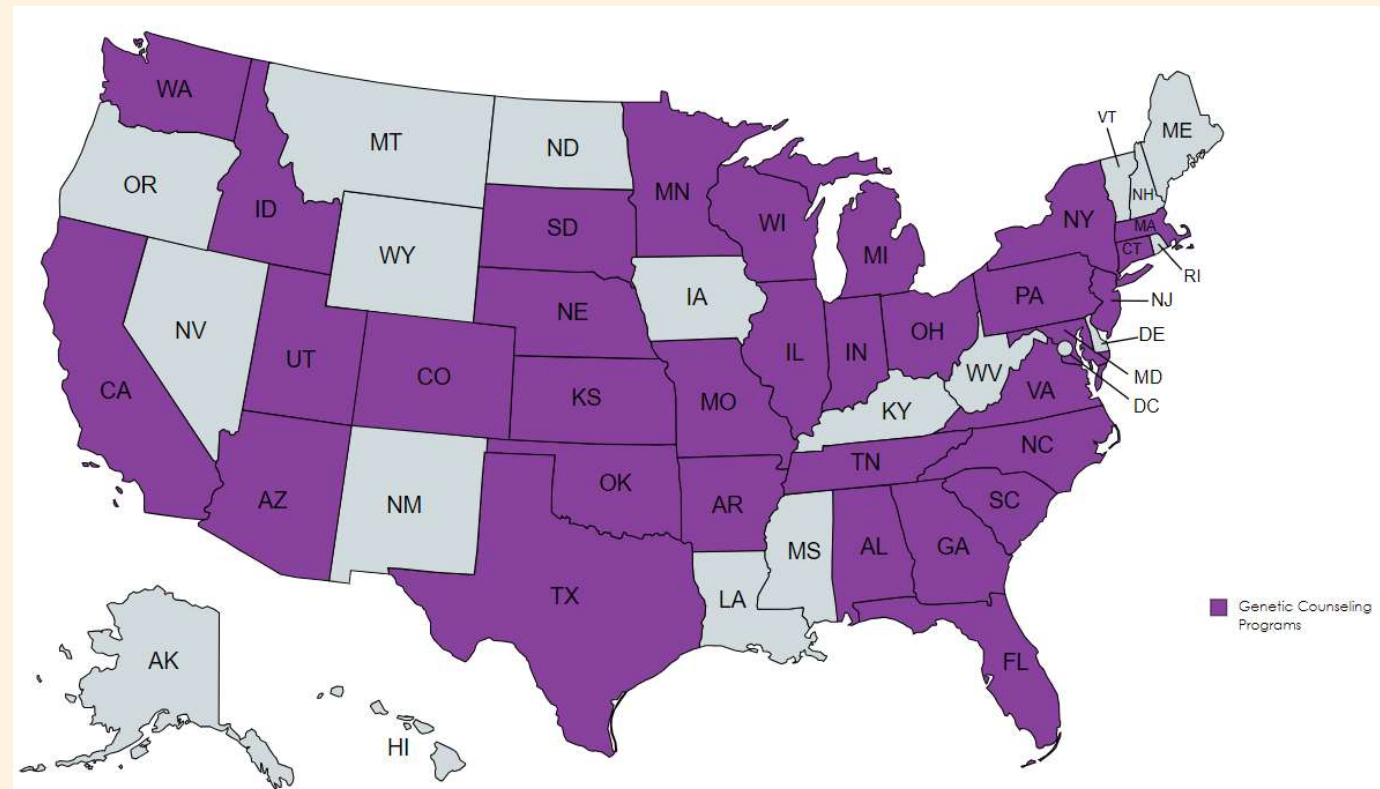 WA
MT
ND
VT
ME
OR
ID
MN
NH
SD
WI
NY
MA
WY
MI
CT
RI
IA
PA
NJ
NE
NV
OH
DE
UT
IL
IN
CO
WV
MD
CA
KS
MO
VA
DC
KY
NC
TN
OK
AZ
AR
SC
NM
MS
AL
GA
TX
LA
Genetic Counseling
Programs
AK
FL
HI